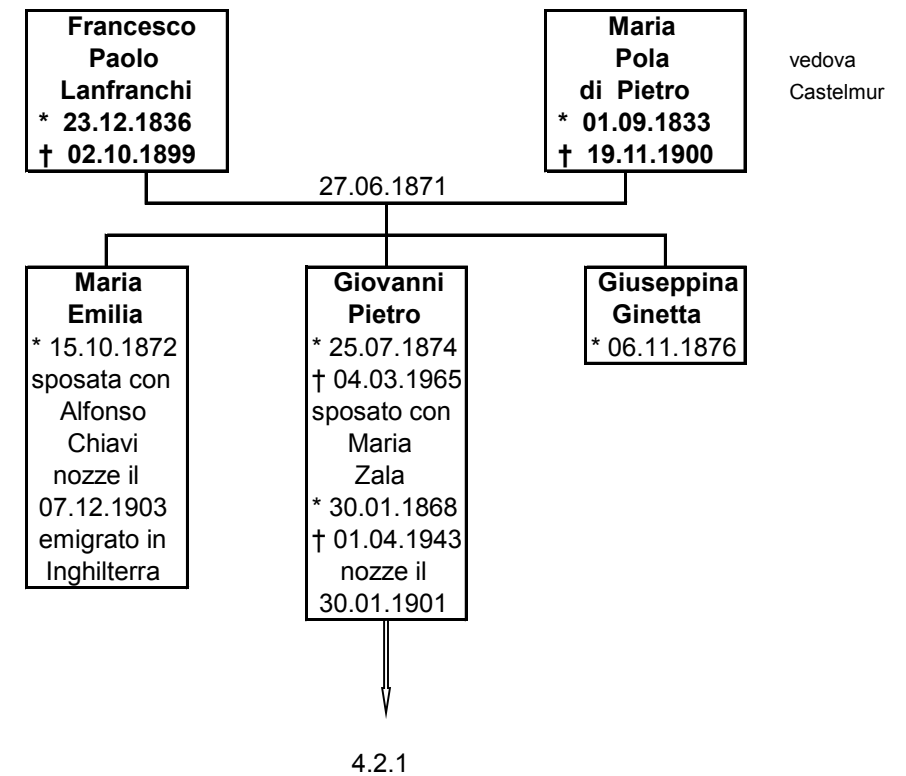 Francesco
Paolo
Lanfranchi
* 23.12.1836
† 02.10.1899
Maria
Pola
di Pietro
* 01.09.1833
† 19.11.1900
vedova
Castelmur
27.06.1871
Maria
Emilia
* 15.10.1872
sposata con
Alfonso
Chiavi
nozze il
07.12.1903
emigrato in
Inghilterra
Giovanni
Pietro
* 25.07.1874
† 04.03.1965
sposato con
Maria
Zala
* 30.01.1868
† 01.04.1943
nozze il
30.01.1901
Giuseppina
Ginetta
* 06.11.1876
4.2.1